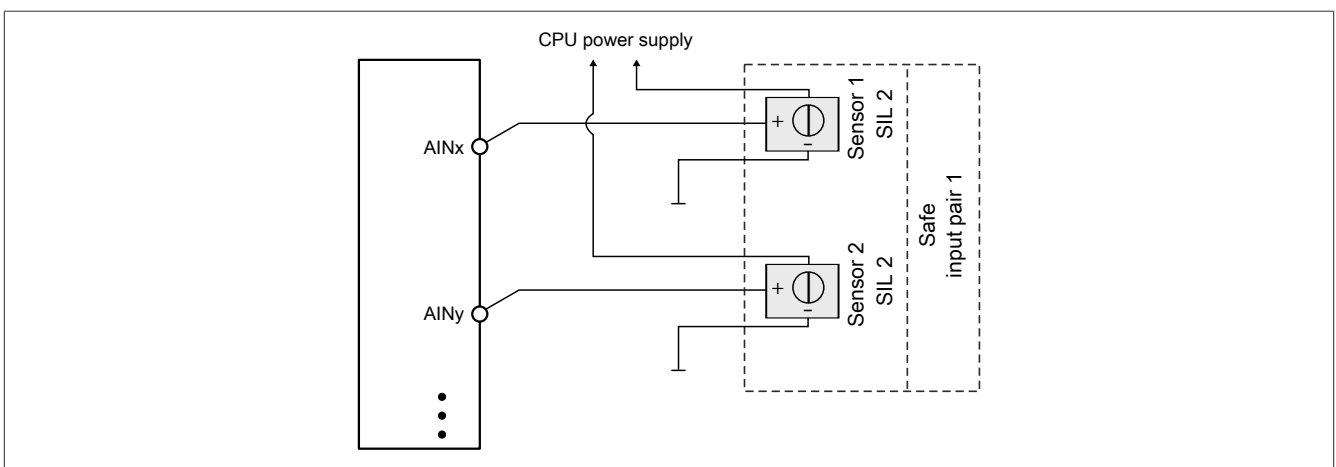 CPU power supply
AINx
+
–
Sensor 1
SIL 2
AINy
+
–
Sensor 2
SIL 2
Safe
input pair 1